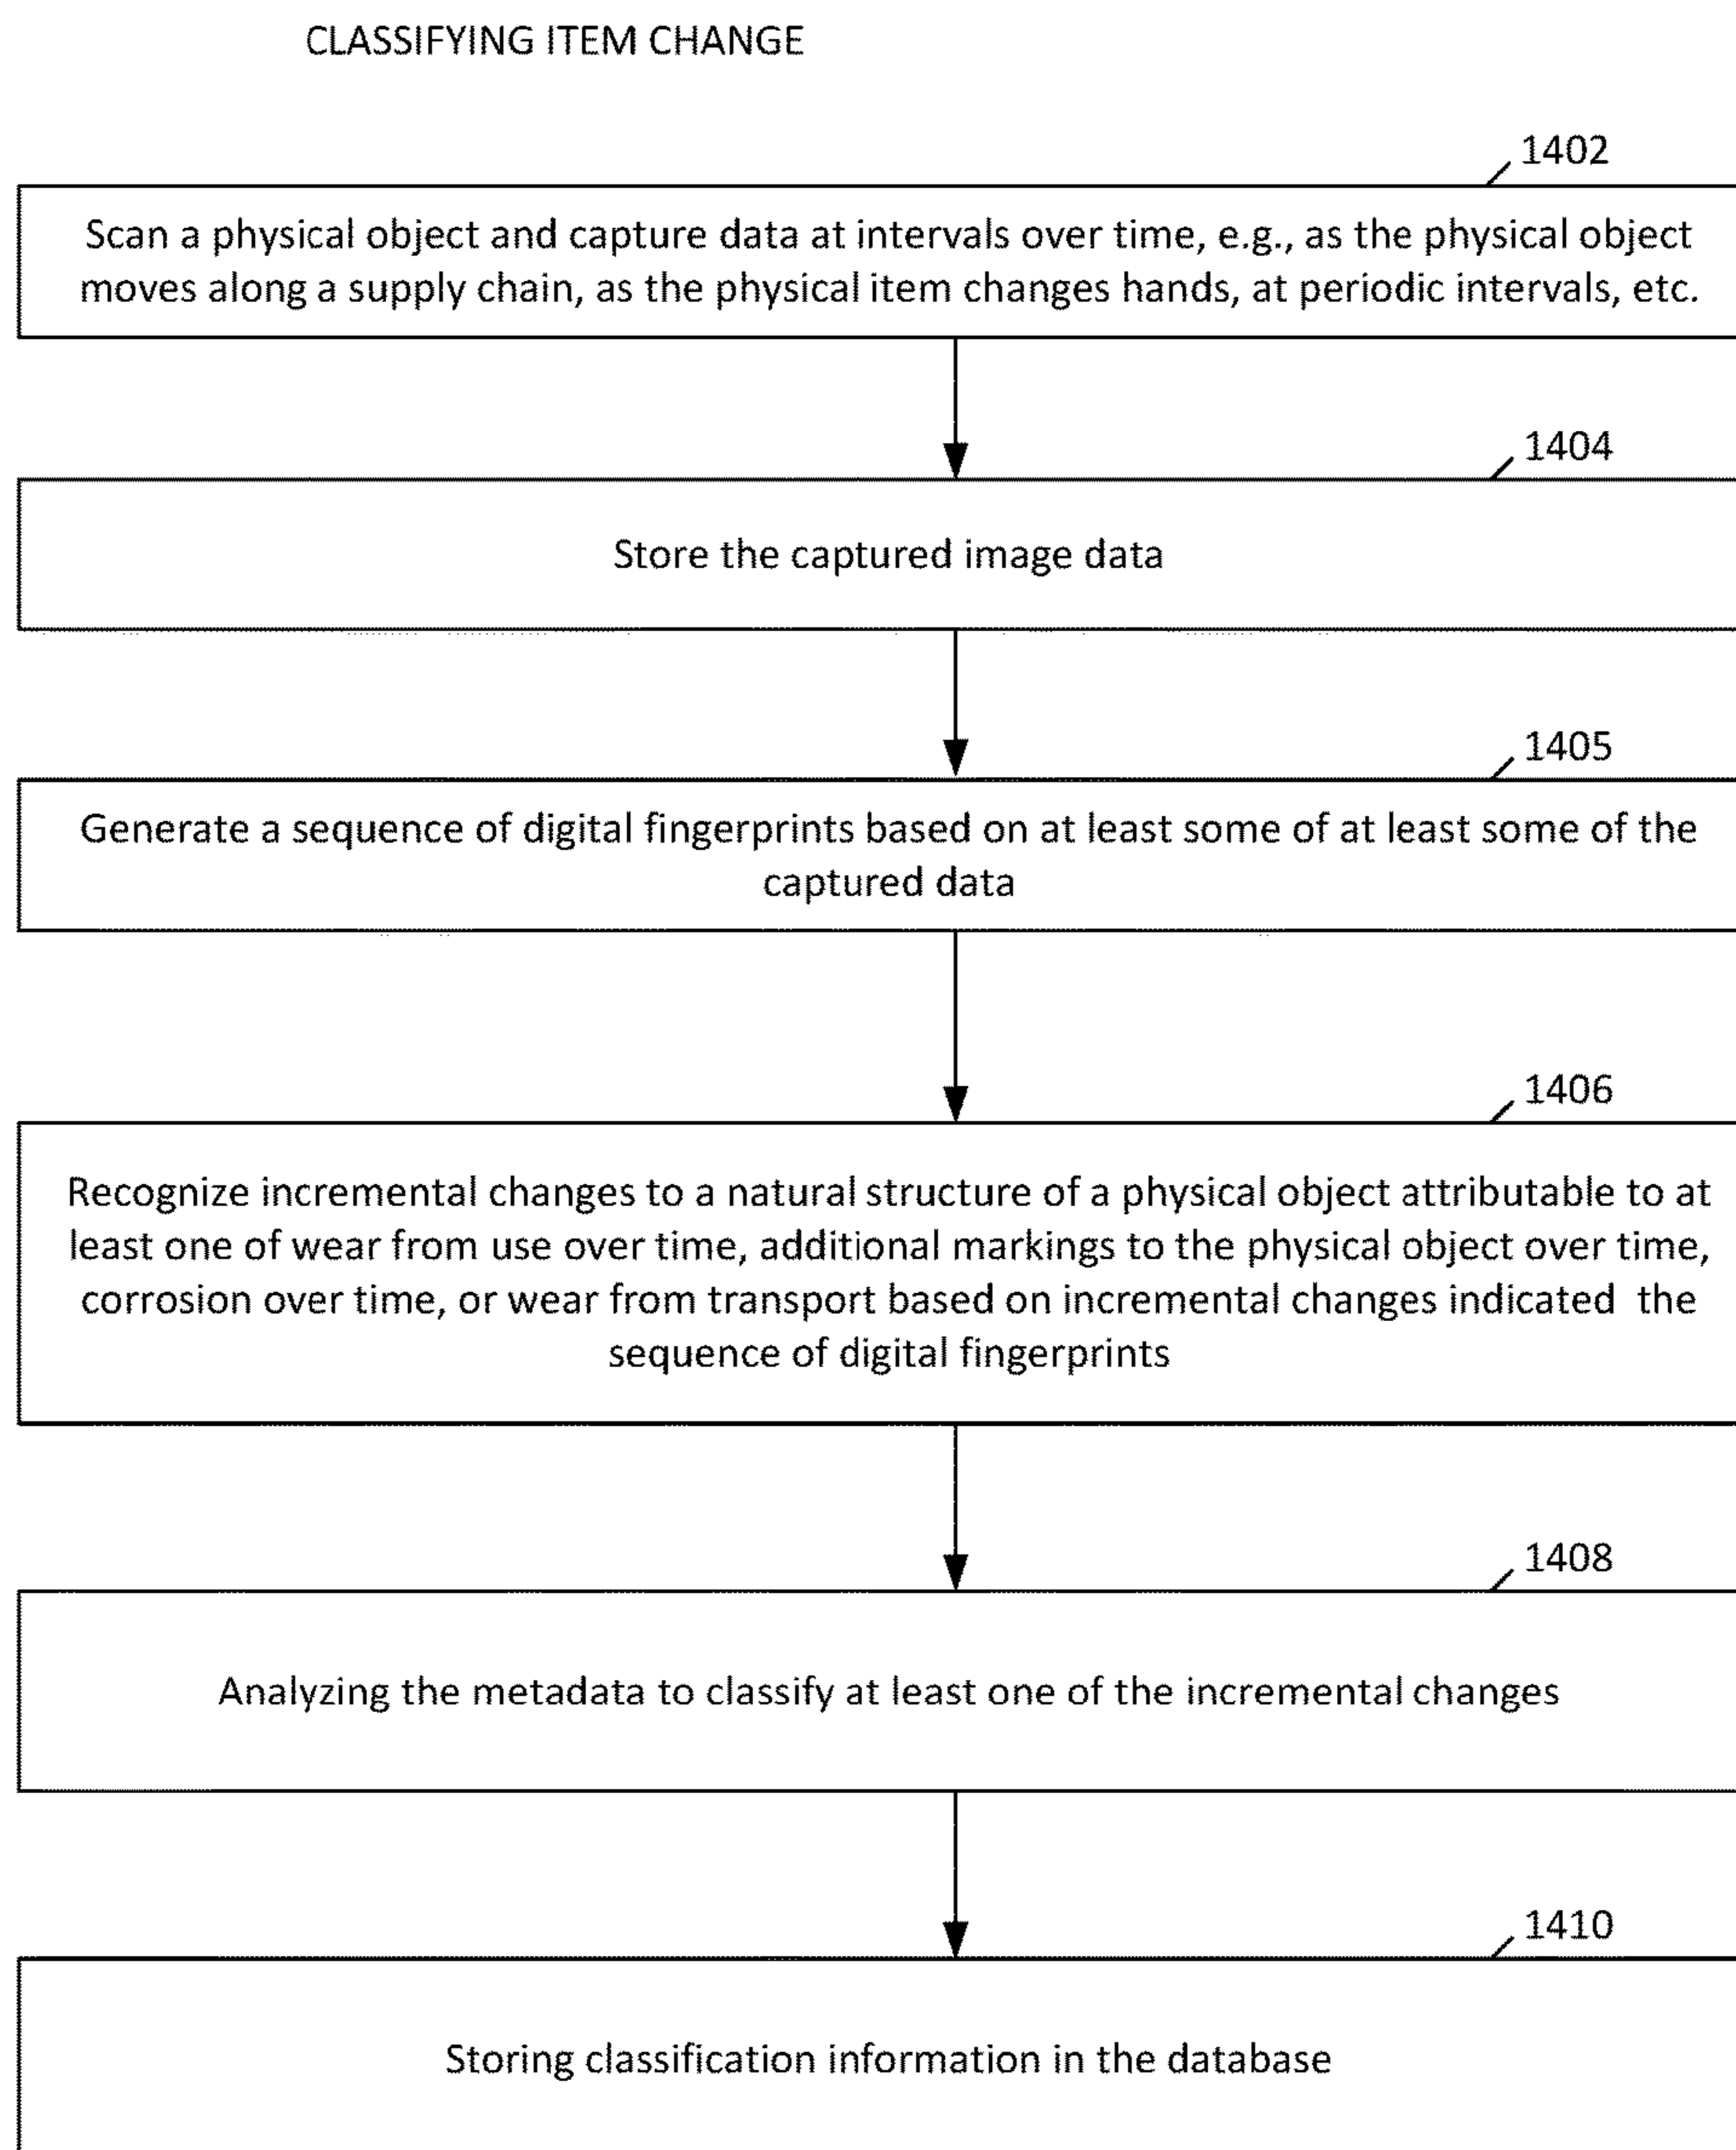 CLASSIFYING ITEM CHANGE
1402
Scan a physical object and capture data at intervals over time, e.g., as the physical object
moves along a supply chain, as the physical item changes hands, at periodic intervals, etc.
1404
Store the captured image data
1405
Generate a sequence of digital fingerprints based on at least some of at least some of the
captured data
1406
Recognize incremental changes to a natural structure of a physical object attributable to at
least one of wear from use over time, additional markings to the physical object over time,
corrosion over time, or wear from transport based on incremental changes indicated the
sequence of digital fingerprints
1408
Analyzing the metadata to classify at least one of the incremental changes
1410
Storing classification information in the database